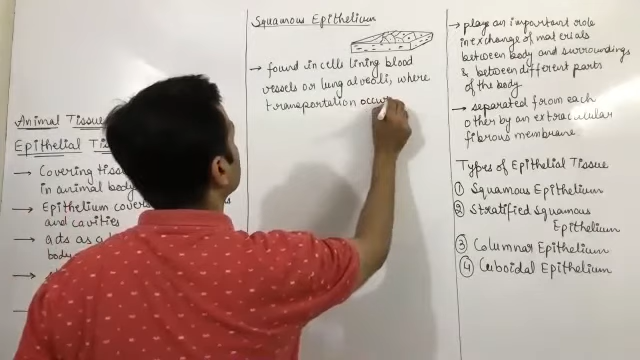 Animal Tissue
Epithelial Tis
→ Covering tiss
in animal body
→ Epithelium cover
and cavities
→ acts as a
body
→
Squamous Epithelium
→ found in cells lining blood
vessels or lung alveoli, where
transportation occur
→ plays an important role
in exchange of materials
between body and surroundings
& between different parts
of the body
→ separated from each
other by an extracellular
fibrous membrane
Types of Epithelial Tissue
① Squamous Epithelium
② Stratified Squamous
Epithelium
③ Columnar Epithelium
④ Cuboidal Epithelium